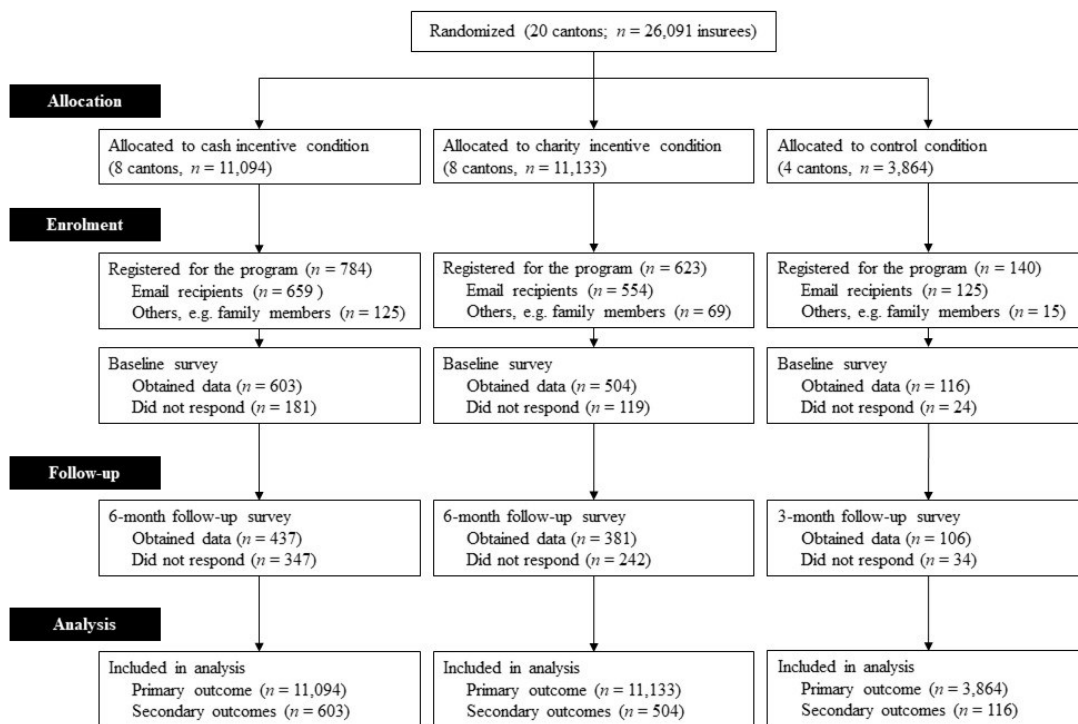 Randomized (20 cantons; n = 26,091 insurees)
Allocation
Allocated to cash incentive condition
(8 cantons, n = 11,094)
Allocated to charity incentive condition
(8 cantons, n = 11,133)
Allocated to control condition
(4 cantons, n = 3,864)
Enrolment
Registered for the program (n = 784)
Email recipients (n = 659 )
Others, e.g. family members (n = 125)
Registered for the program (n = 623)
Email recipients (n = 554)
Others, e.g. family members (n = 69)
Registered for the program (n = 140)
Email recipients (n = 125)
Others, e.g. family members (n = 15)
Baseline survey
Obtained data (n = 603)
Did not respond (n = 181)
Baseline survey
Obtained data (n = 504)
Did not respond (n = 119)
Baseline survey
Obtained data (n = 116)
Did not respond (n = 24)
Follow-up
6-month follow-up survey
Obtained data (n = 437)
Did not respond (n = 347)
6-month follow-up survey
Obtained data (n = 381)
Did not respond (n = 242)
3-month follow-up survey
Obtained data (n = 106)
Did not respond (n = 34)
Analysis
Included in analysis
Primary outcome (n = 11,094)
Secondary outcomes (n = 603)
Included in analysis
Primary outcome (n = 11,133)
Secondary outcomes (n = 504)
Included in analysis
Primary outcome (n = 3,864)
Secondary outcomes (n = 116)